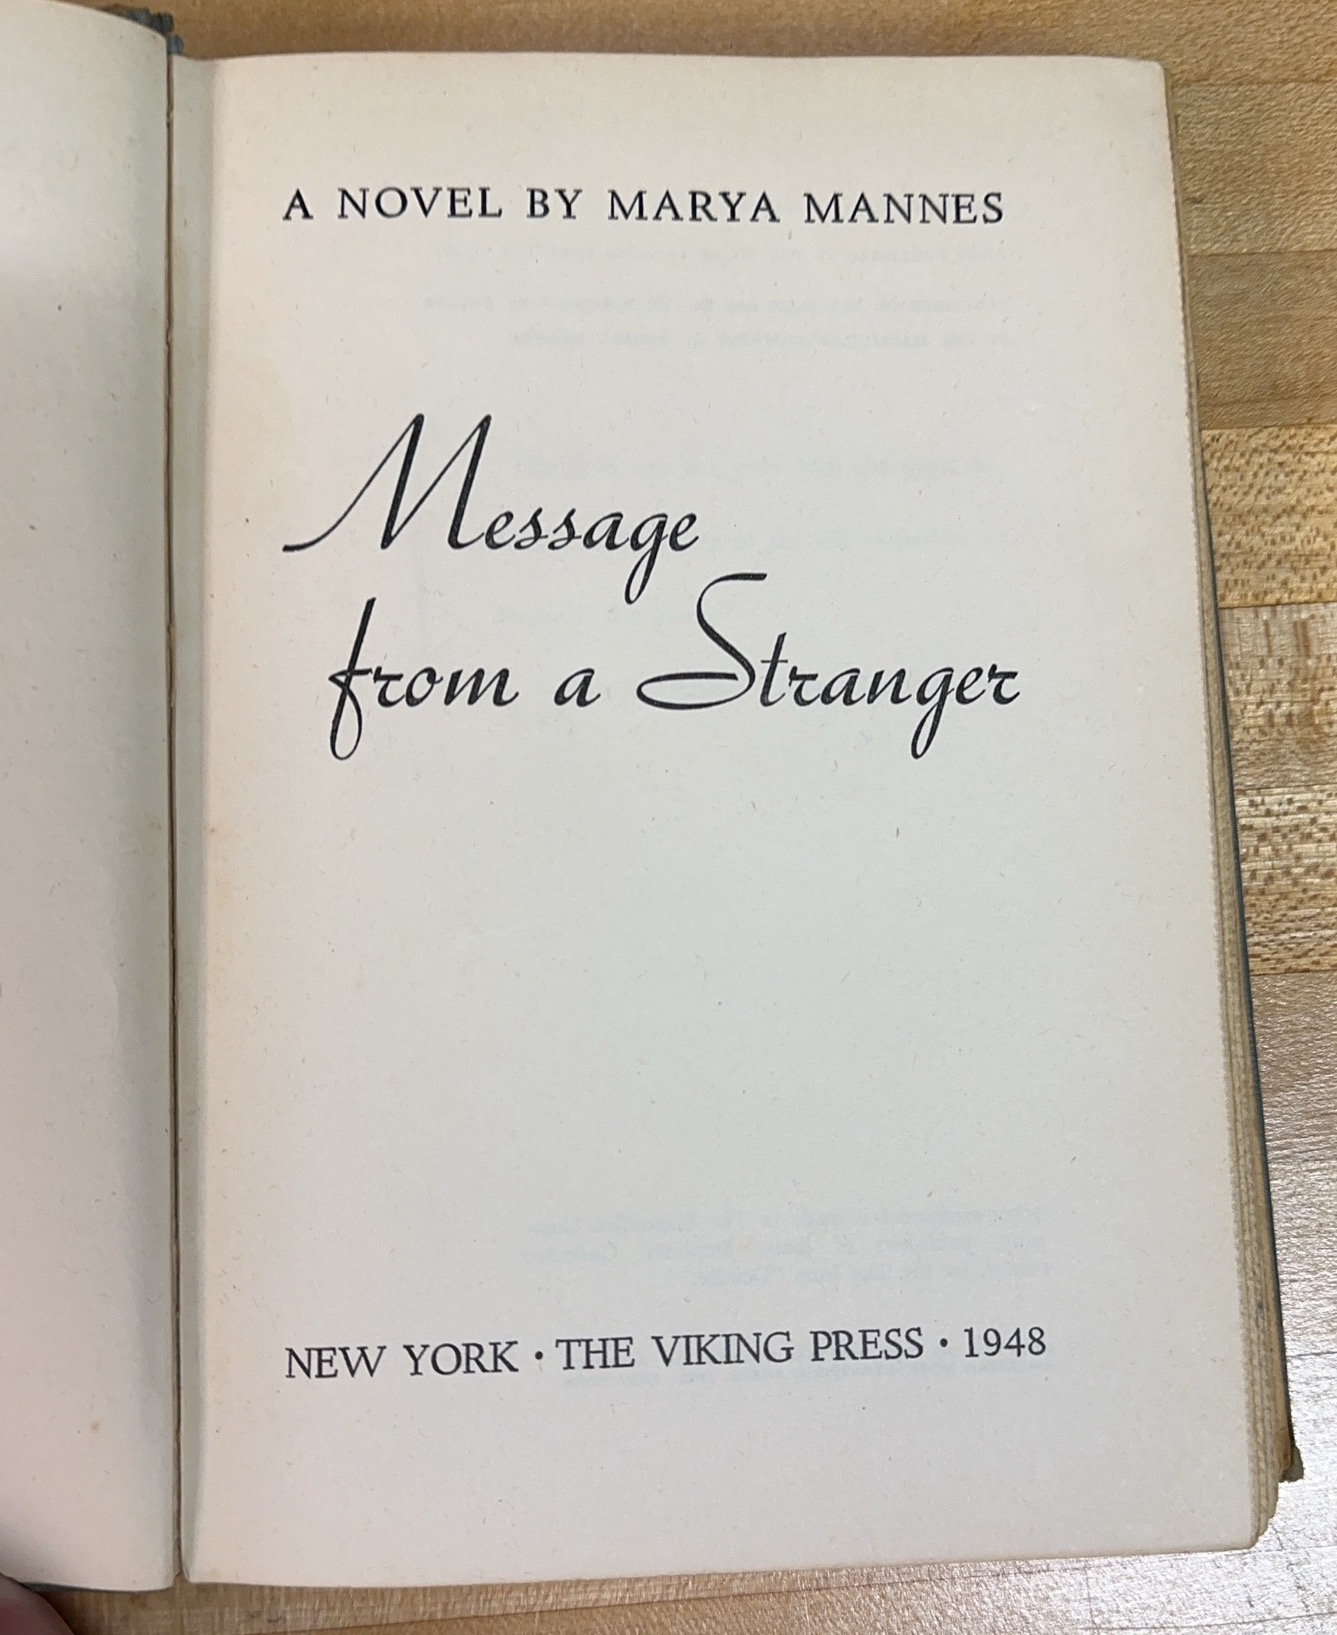 A NOVEL BY MARYA MANNES
Message
from a Stranger
NEW YORK · THE VIKING PRESS · 1948